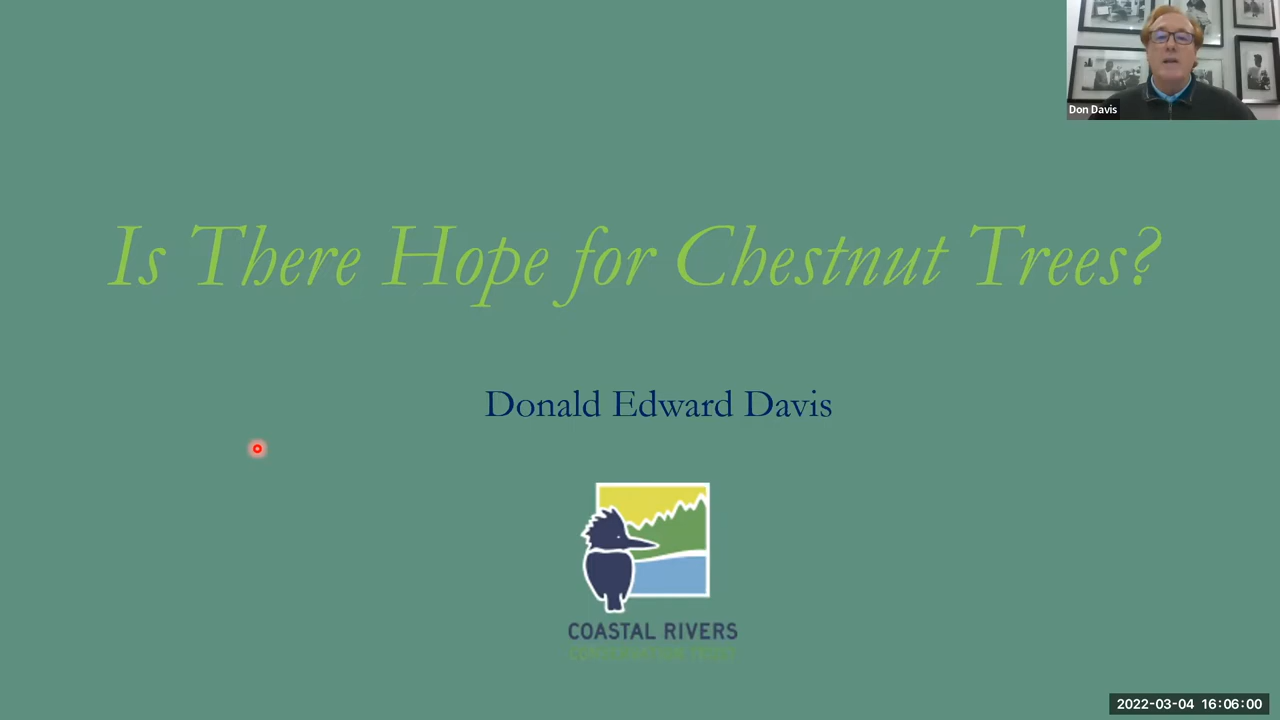 Don Davis
Is There Hope for Chestnut Trees?
Donald Edward Davis
COASTAL RIVERS
2022-03-04 16:06:00